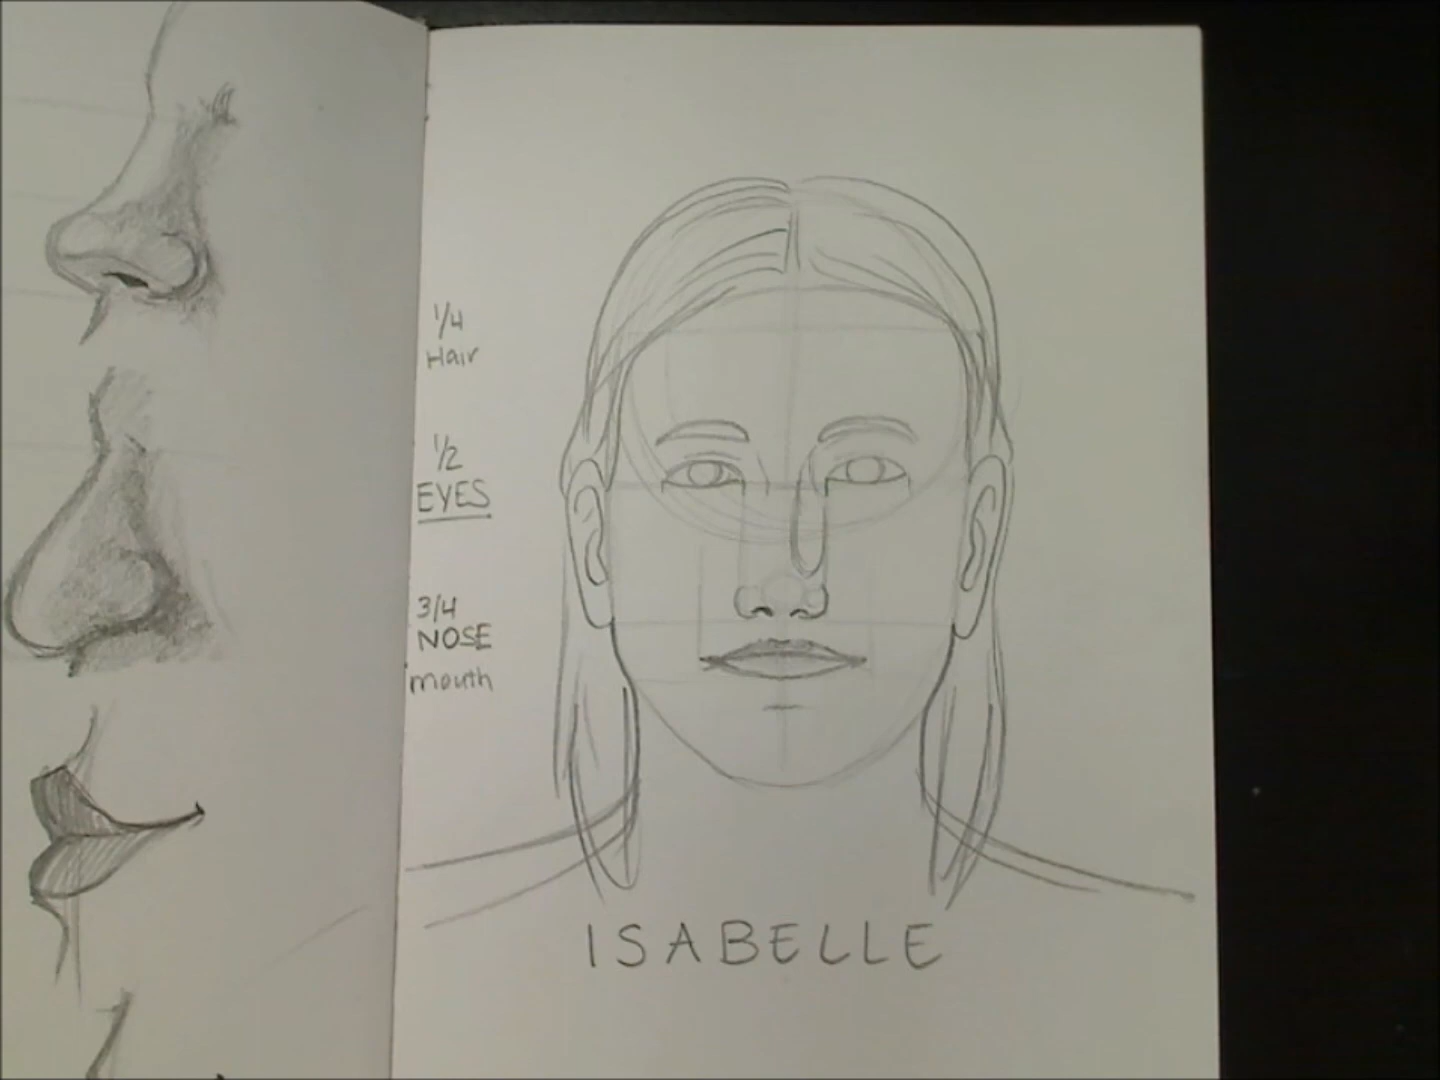 1/4
Hair
1/2
EYES
3/4
NOSE
mouth
ISABELLE